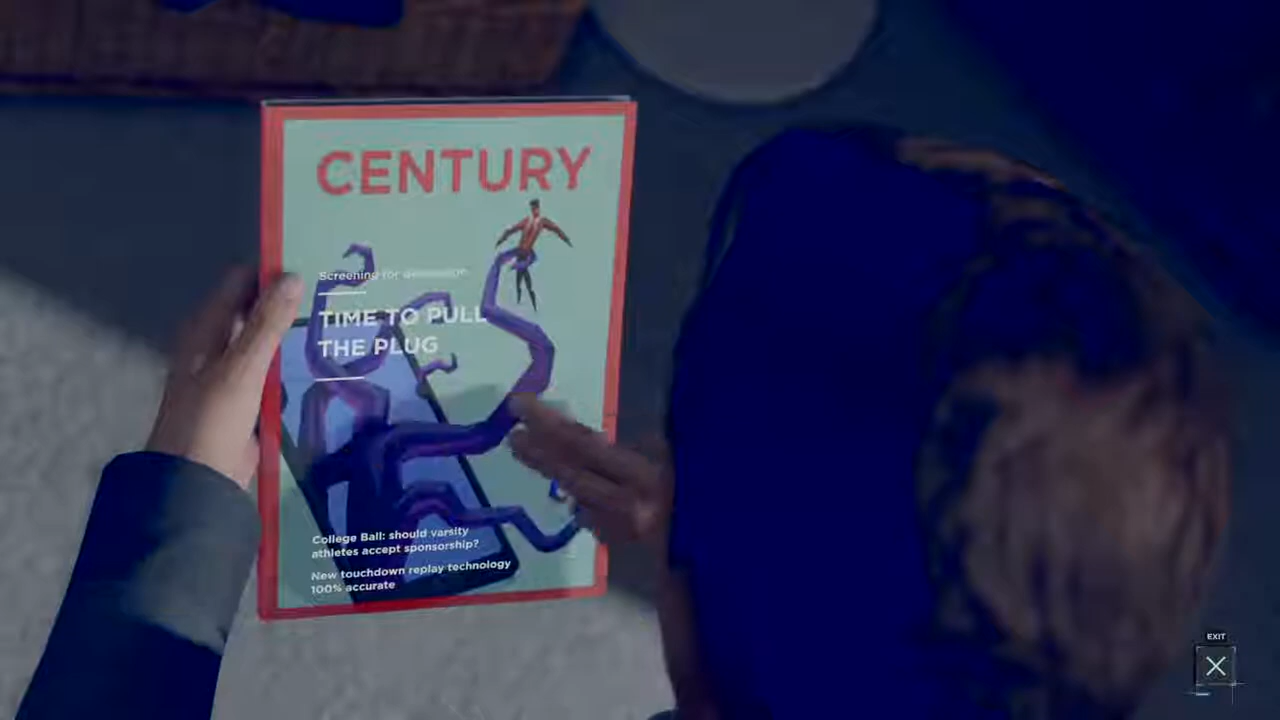 CENTURY
Screening for
TIME TO PULL
THE PLUG
College Ball: should varsity
athletes accept sponsorship?
New touchdown replay technology
100% accurate
EXIT